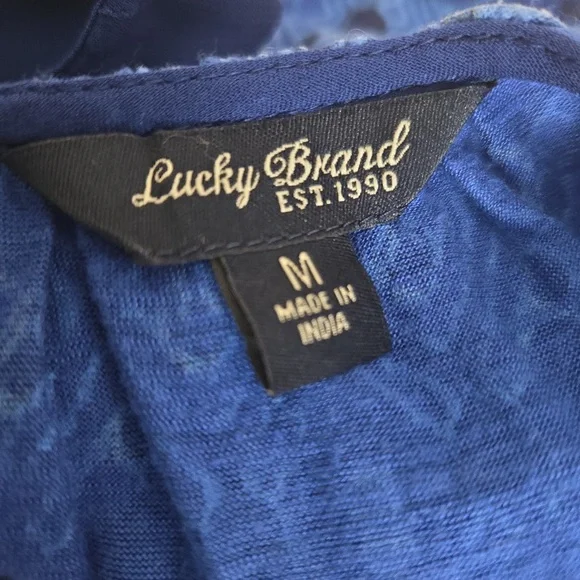 Lucky Brand
EST. 1990
M
MADE IN
INDIA